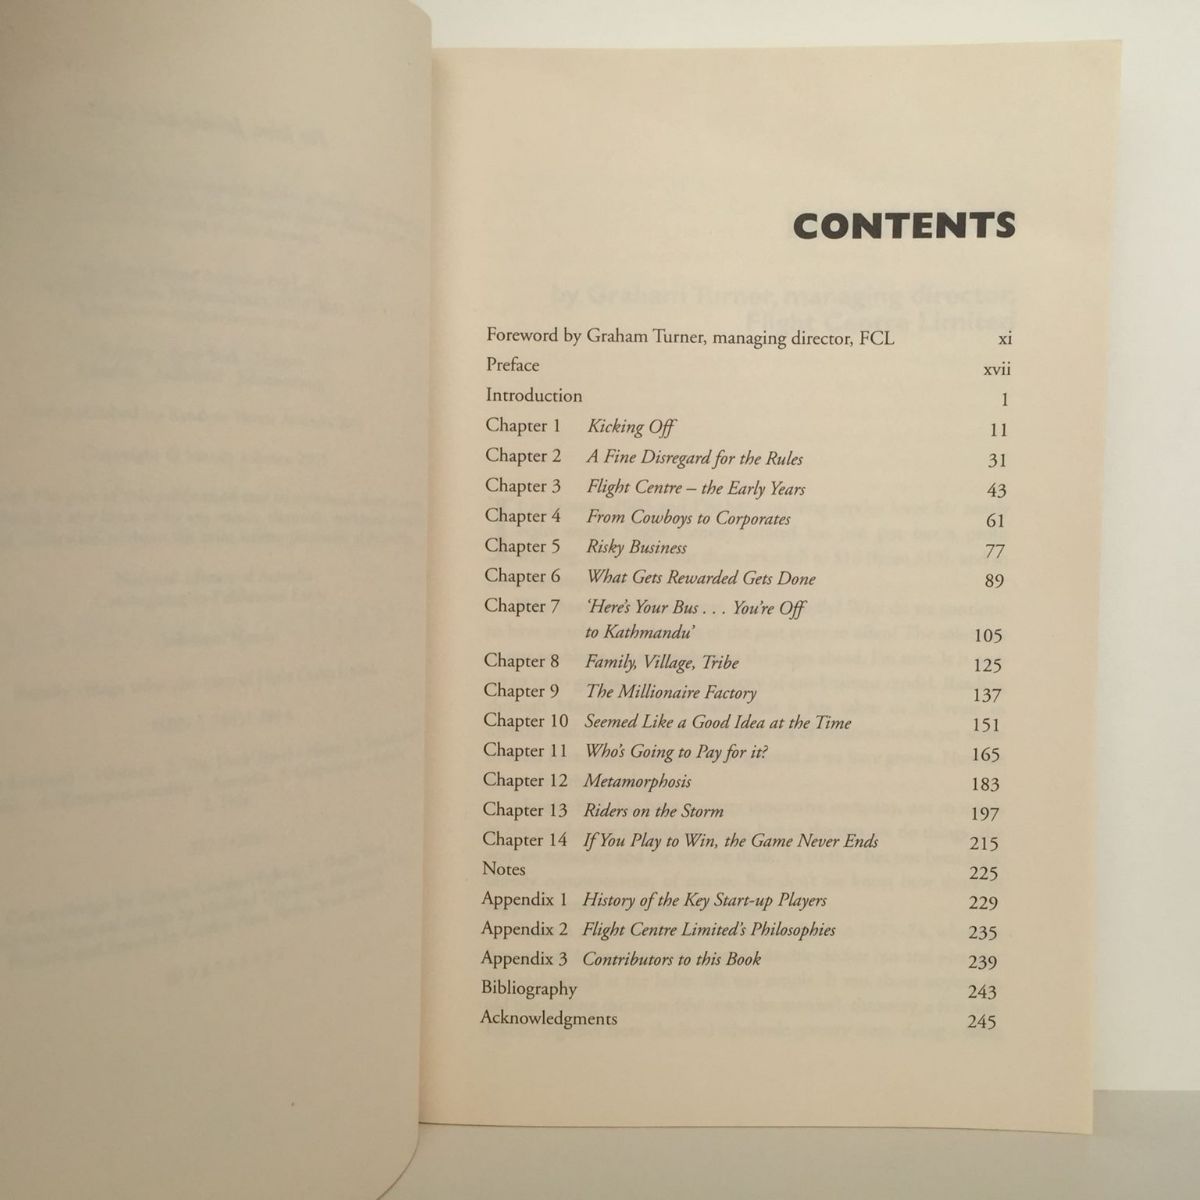 CONTENTS
Foreword by Graham Turner, managing director, FCL xi
Preface xvii
Introduction 1
Chapter 1 Kicking Off 11
Chapter 2 A Fine Disregard for the Rules 31
Chapter 3 Flight Centre – the Early Years 43
Chapter 4 From Cowboys to Corporates 61
Chapter 5 Risky Business 77
Chapter 6 What Gets Rewarded Gets Done 89
Chapter 7 ‘Here’s Your Bus . . . You’re Off
to Kathmandu’ 105
Chapter 8 Family, Village, Tribe 125
Chapter 9 The Millionaire Factory 137
Chapter 10 Seemed Like a Good Idea at the Time 151
Chapter 11 Who’s Going to Pay for it? 165
Chapter 12 Metamorphosis 183
Chapter 13 Riders on the Storm 197
Chapter 14 If You Play to Win, the Game Never Ends 215
Notes 225
Appendix 1 History of the Key Start-up Players 229
Appendix 2 Flight Centre Limited’s Philosophies 235
Appendix 3 Contributors to this Book 239
Bibliography 243
Acknowledgments 245